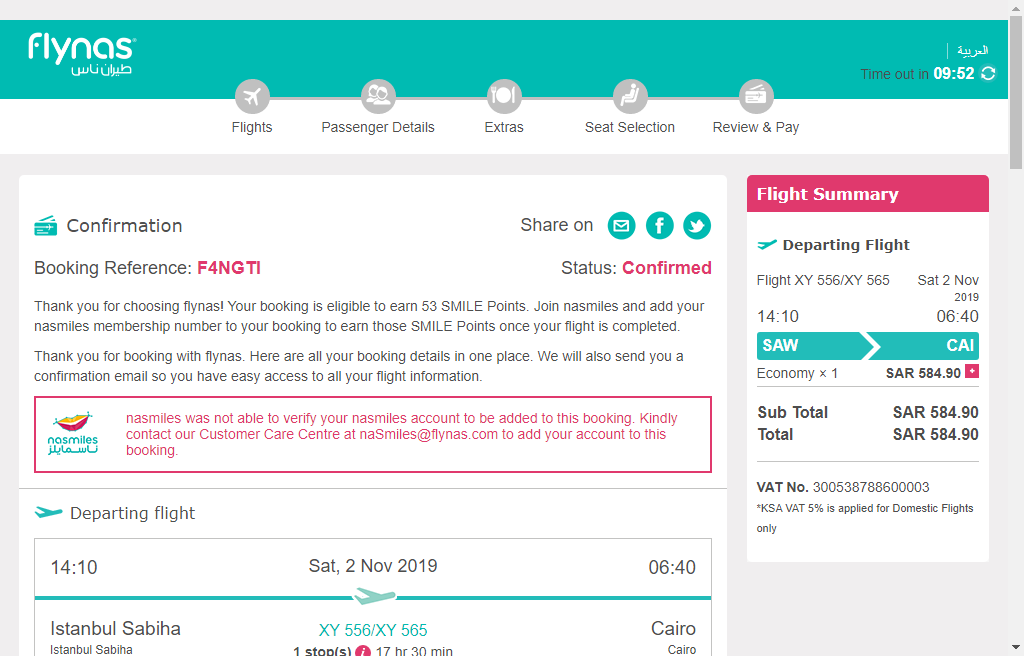 flynas
طيران ناس
العربية
Time out in 09:52
Flights
Passenger Details
Extras
Seat Selection
Review & Pay
Confirmation
Share on
Booking Reference: F4NGTI
Status: Confirmed
Thank you for choosing flynas! Your booking is eligible to earn 53 SMILE Points. Join nasmiles and add your
nasmiles membership number to your booking to earn those SMILE Points once your flight is completed.
Thank you for booking with flynas. Here are all your booking details in one place. We will also send you a
confirmation email so you have easy access to all your flight information.
nasmiles
ناسمايلز
nasmiles was not able to verify your nasmiles account to be added to this booking. Kindly
contact our Customer Care Centre at naSmiles@flynas.com to add your account to this
booking.
Departing flight
14:10
Sat, 2 Nov 2019
06:40
Istanbul Sabiha
XY 556/XY 565
Cairo
Istanbul Sabiha
1 stop(s) i 17 hr 30 min
Cairo
Flight Summary
Departing Flight
Flight XY 556/XY 565
Sat 2 Nov
2019
14:10
06:40
SAW
CAI
Economy × 1
SAR 584.90 +
Sub Total
SAR 584.90
Total
SAR 584.90
VAT No. 300538788600003
*KSA VAT 5% is applied for Domestic Flights
only